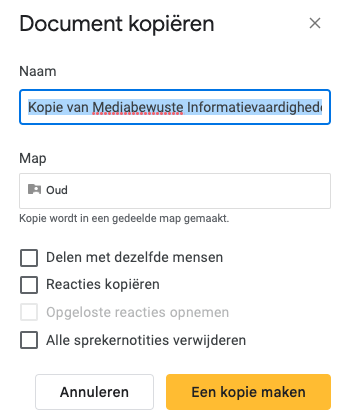 Document kopiëren
Naam
Kopie van Mediabewuste Informatievaardighede
Map
Oud
Kopie wordt in een gedeelde map gemaakt.
Delen met dezelfde mensen
Reacties kopiëren
Opgeloste reacties opnemen
Alle sprekernotities verwijderen
Annuleren
Een kopie maken